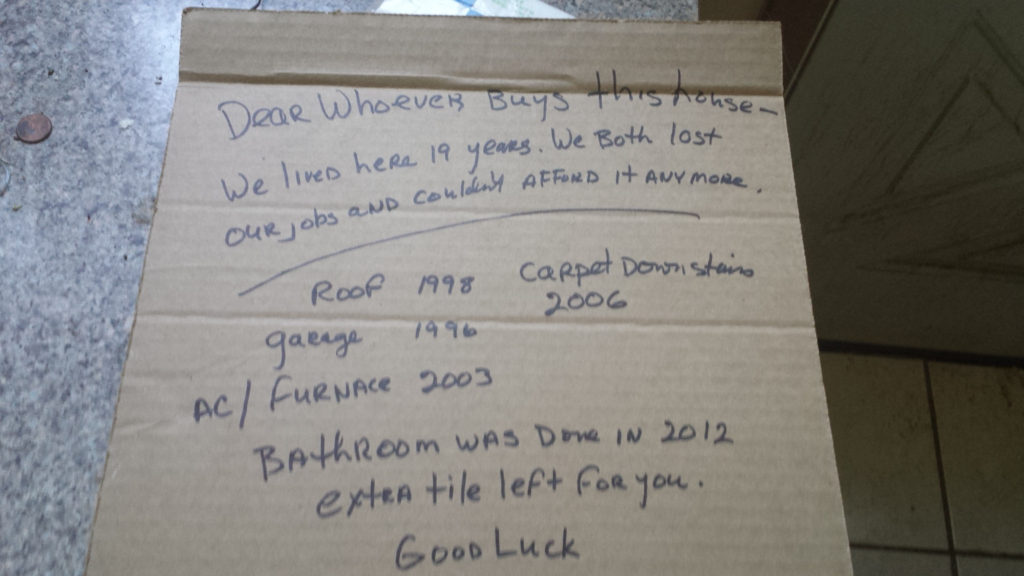 Dear Whoever Buys this house -
We lived here 19 years. We Both lost
our jobs and couldn't AFFORD it ANYMORE.
Roof 1998 Carpet Downstairs
2006
garage 1996
AC/FURNACE 2003
BAthROOM WAS Done IN 2012
extra tile left for you.
Good Luck